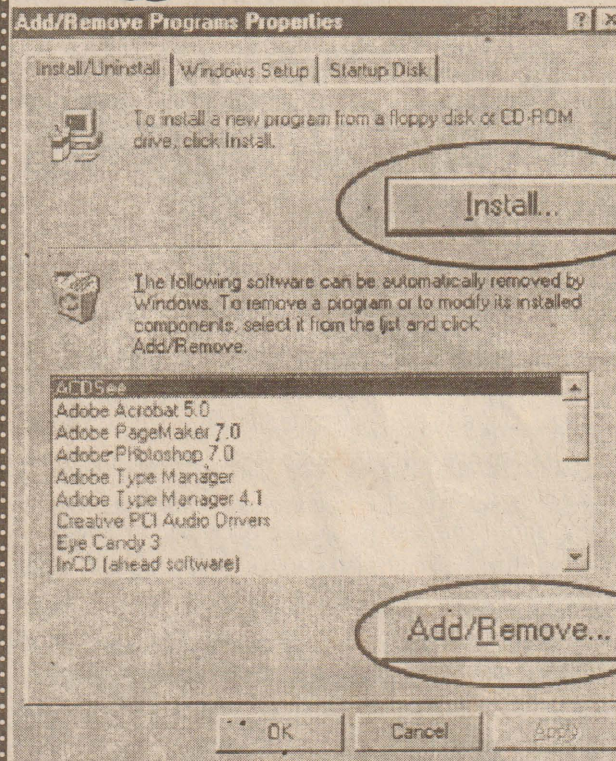 Add/Remove Programs Properties
Install/Uninstall Windows Setup Startup Disk
To install a new program from a floppy disk or CD-ROM
drive, click Install.
Install...
The following software can be automatically removed by
Windows. To remove a program or to modify its installed
components, select it from the list and click
Add/Remove.
ACDSee
Adobe Acrobat 5.0
Adobe PageMaker 7.0
Adobe Photoshop 7.0
Adobe Type Manager
Adobe Type Manager 4.1
Creative PCI Audio Drivers
Eye Candy 3
InCD (ahead software)
Add/Remove...
OK Cancel Apply